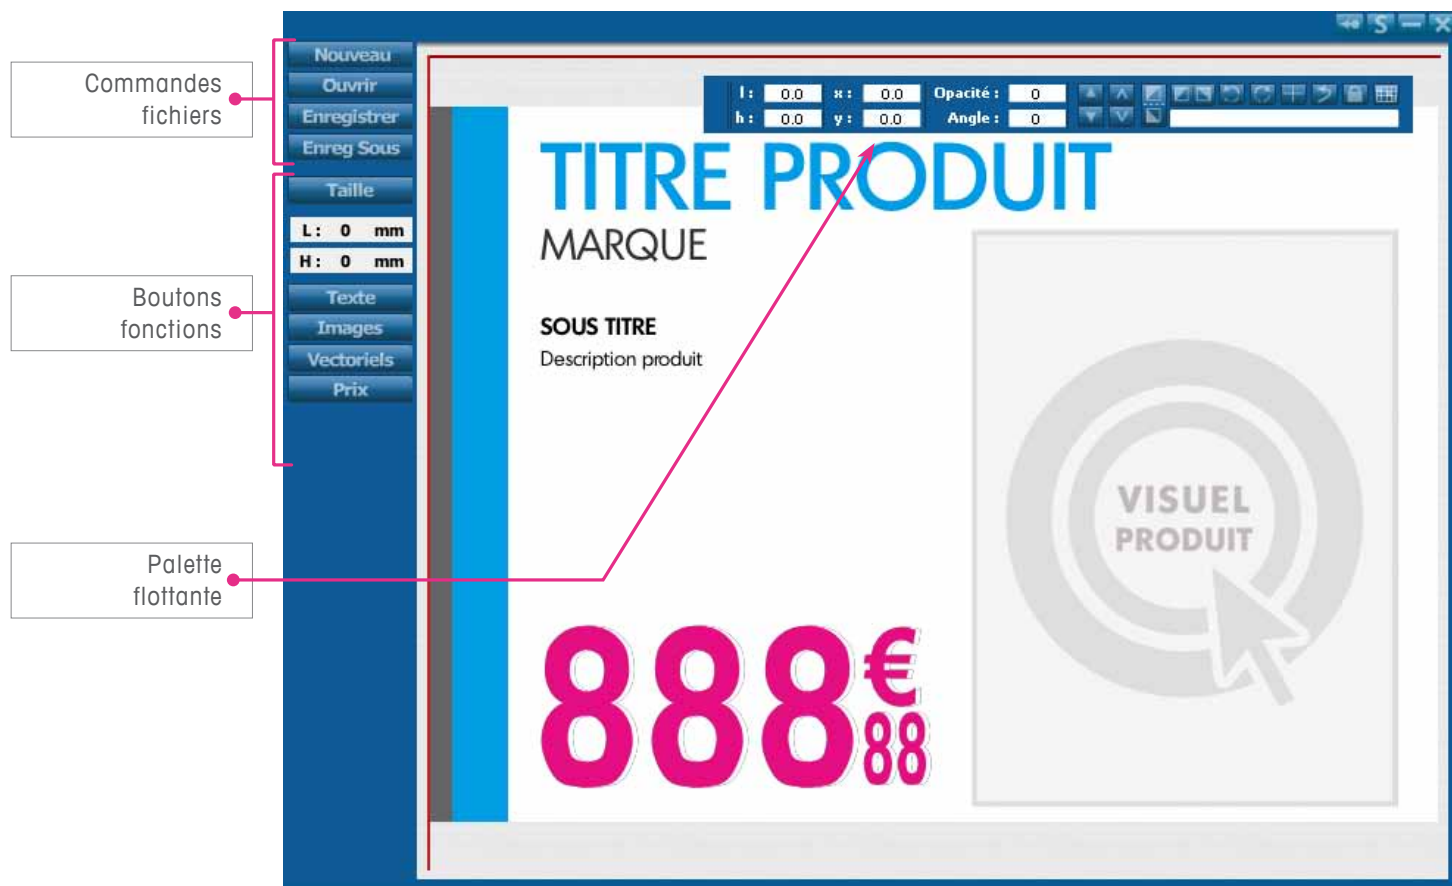 S
Commandes
fichiers
Boutons
fonctions
Palette
flottante
Nouveau
Ouvrir
Enregistrer
Enreg Sous
Taille
L: 0 mm
H: 0 mm
Texte
Images
Vectoriels
Prix
l: 0.0 x: 0.0 Opacité: 0
h: 0.0 y: 0.0 Angle: 0
TITRE PRODUIT
MARQUE
SOUS TITRE
Description produit
VISUEL
PRODUIT
888€
88